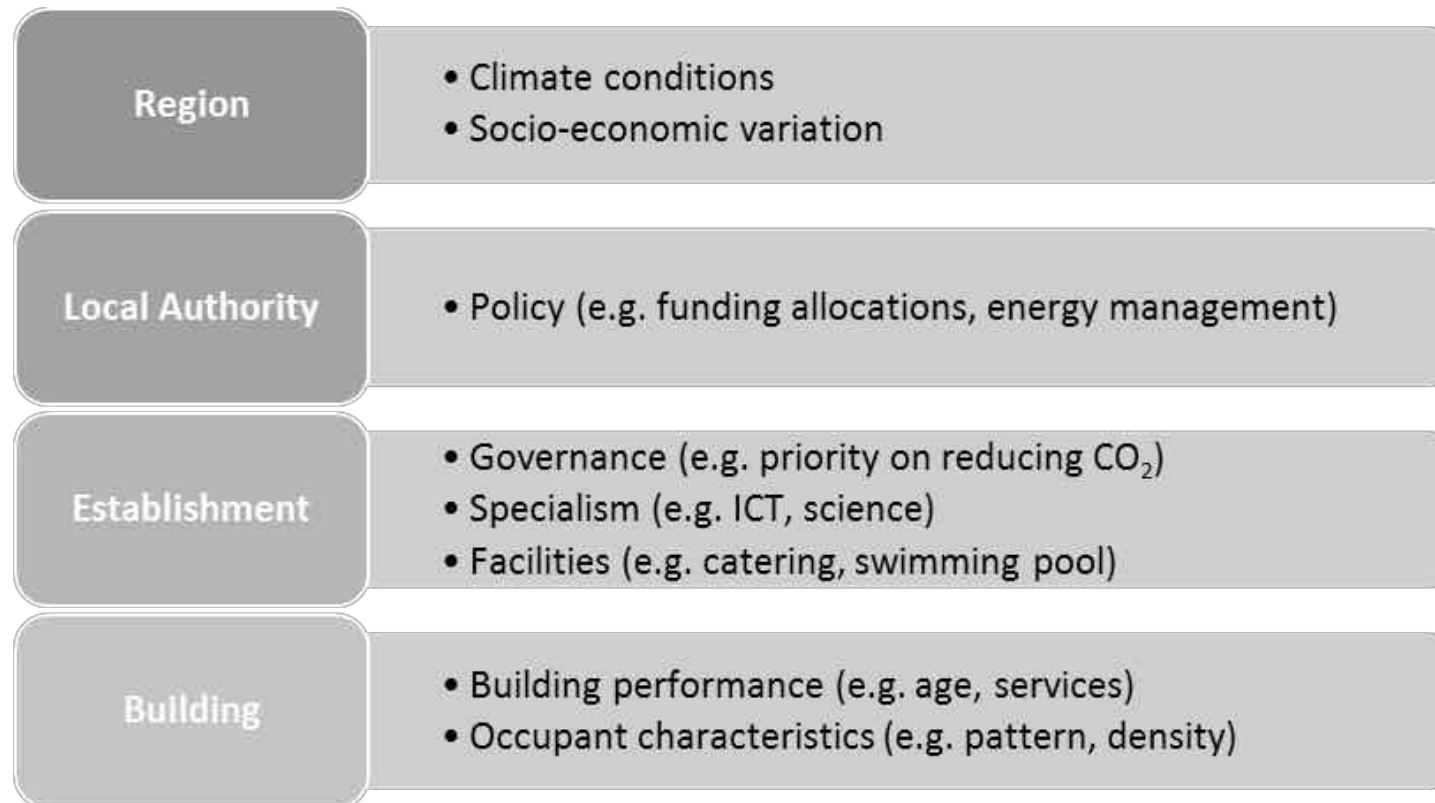 Region
• Climate conditions
• Socio-economic variation
Local Authority
• Policy (e.g. funding allocations, energy management)
Establishment
• Governance (e.g. priority on reducing CO₂)
• Specialism (e.g. ICT, science)
• Facilities (e.g. catering, swimming pool)
Building
• Building performance (e.g. age, services)
• Occupant characteristics (e.g. pattern, density)